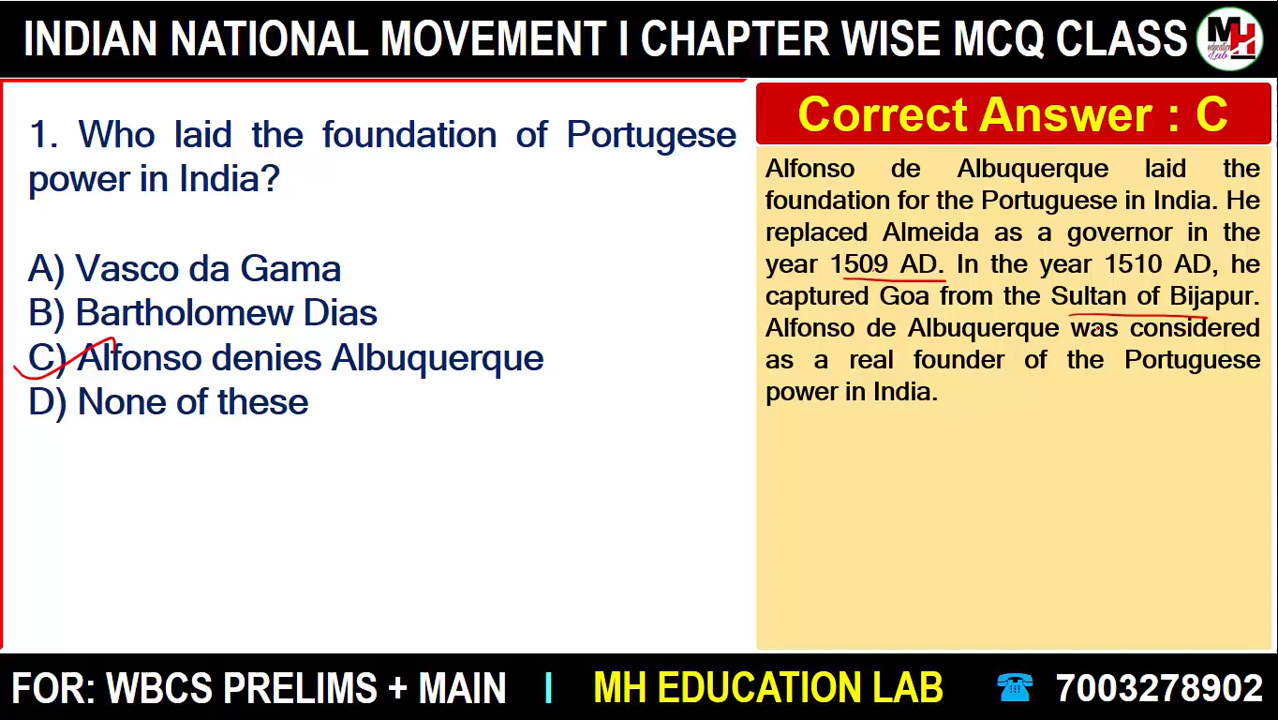 INDIAN NATIONAL MOVEMENT I CHAPTER WISE MCQ CLASS
MH
education
Lab
1. Who laid the foundation of Portugese
power in India?
A) Vasco da Gama
B) Bartholomew Dias
C) Alfonso denies Albuquerque
D) None of these
Correct Answer : C
Alfonso de Albuquerque laid the
foundation for the Portuguese in India. He
replaced Almeida as a governor in the
year 1509 AD. In the year 1510 AD, he
captured Goa from the Sultan of Bijapur.
Alfonso de Albuquerque was considered
as a real founder of the Portuguese
power in India.
FOR: WBCS PRELIMS + MAIN I MH EDUCATION LAB ☎ 7003278902